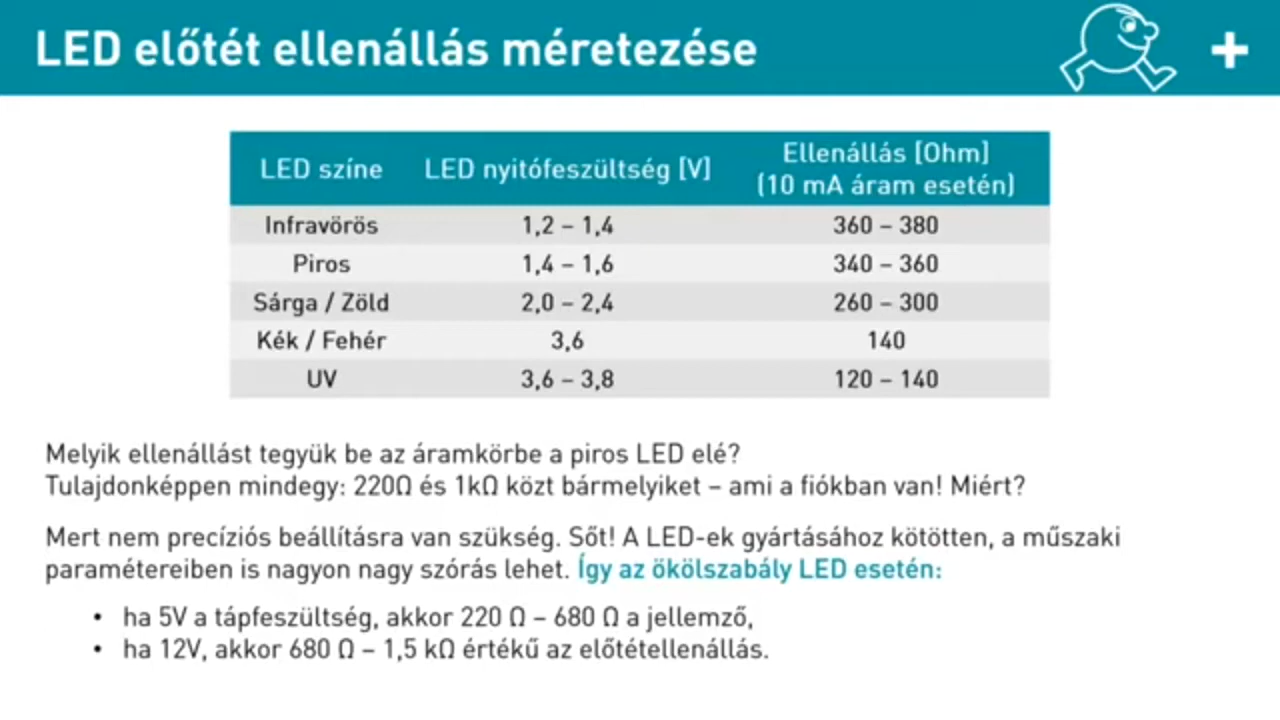 LED előtét ellenállás méretezése
LED színe LED nyitófeszültség [V] Ellenállás [Ohm] (10 mA áram esetén)
Infravörös 1,2 – 1,4 360 – 380
Piros 1,4 – 1,6 340 – 360
Sárga / Zöld 2,0 – 2,4 260 – 300
Kék / Fehér 3,6 140
UV 3,6 – 3,8 120 – 140
Melyik ellenállást tegyük be az áramkörbe a piros LED elé?
Tulajdonképpen mindegy: 220Ω és 1kΩ közt bármelyiket – ami a fiókban van! Miért?
Mert nem precíziós beállításra van szükség. Sőt! A LED-ek gyártásához kötötten, a műszaki
paramétereiben is nagyon nagy szórás lehet. Így az ökölszabály LED esetén:
• ha 5V a tápfeszültség, akkor 220 Ω – 680 Ω a jellemző,
• ha 12V, akkor 680 Ω – 1,5 kΩ értékű az előtétellenállás.